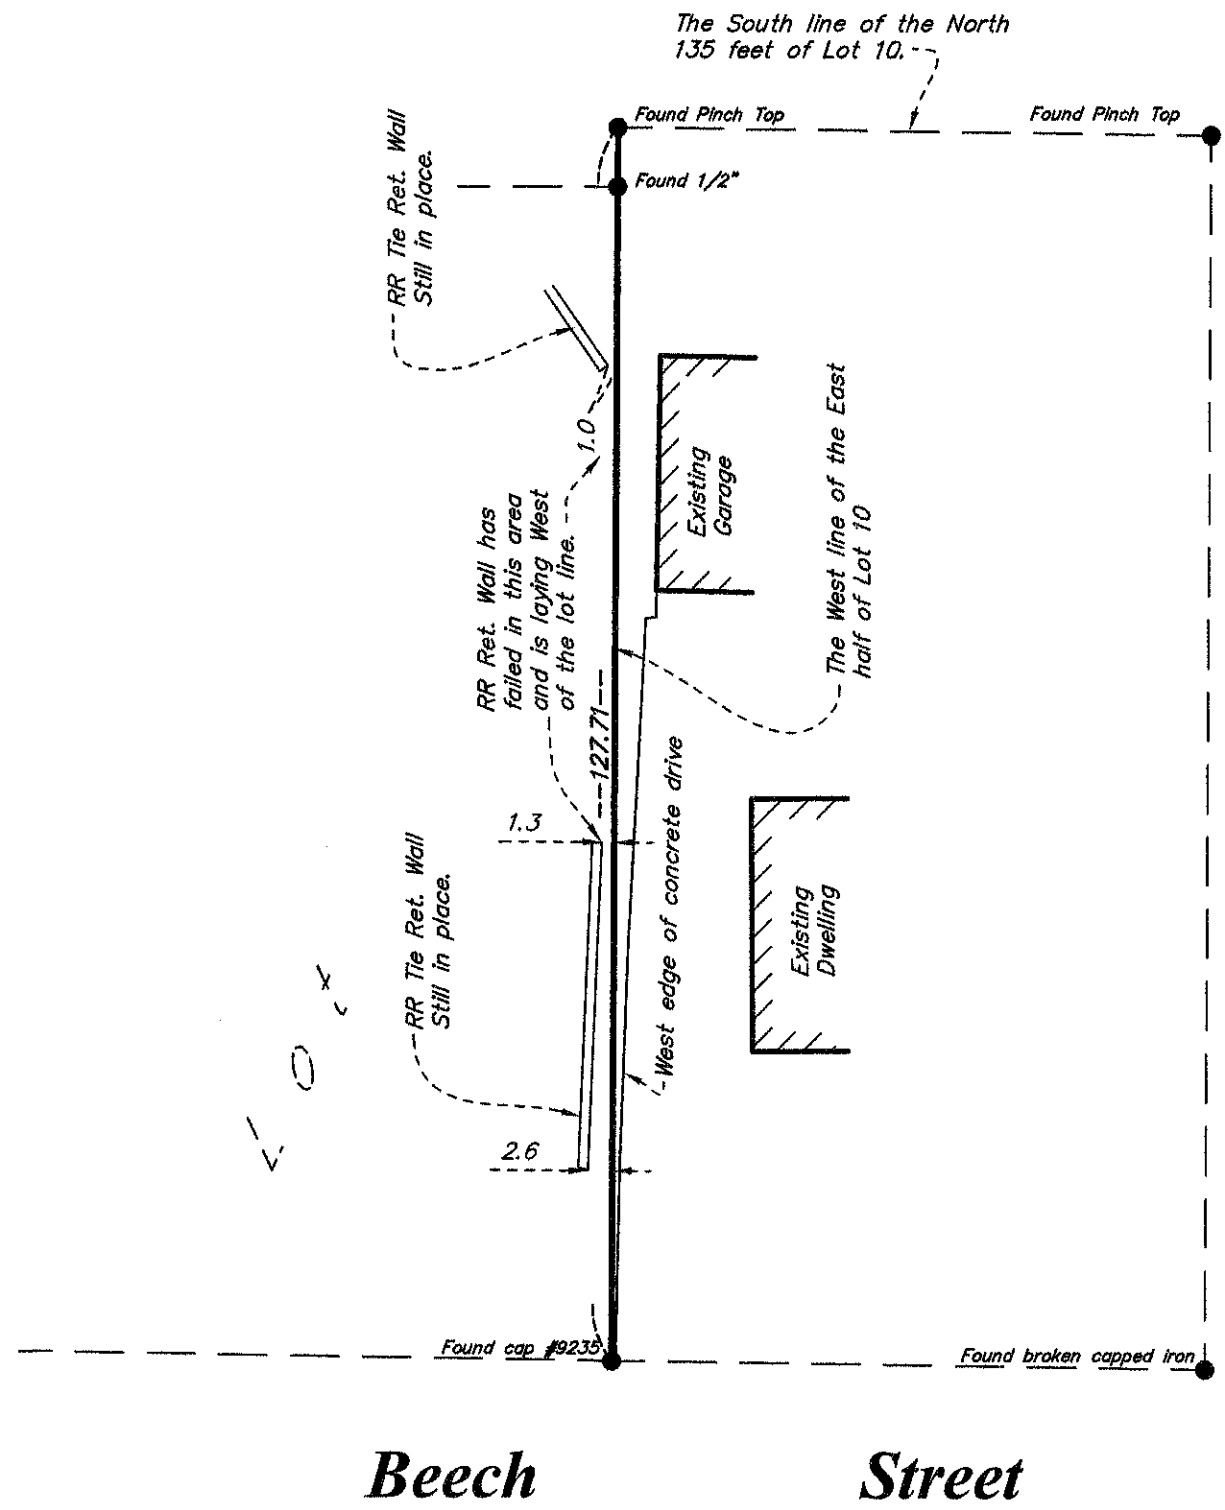 The South line of the North
135 feet of Lot 10.
Found Pinch Top
Found Pinch Top
Found 1/2"
RR Tie Ret. Wall
Still in place.
1.0
Existing
Garage
The West line of the East
half of Lot 10
RR Ret. Wall has
failed in this area
and is laying West
of the lot line.
127.71
West edge of concrete drive
1.3
RR Tie Ret. Wall
Still in place.
Existing
Dwelling
Lot
2.6
Found cap #9235
Found broken capped iron
Beech Street